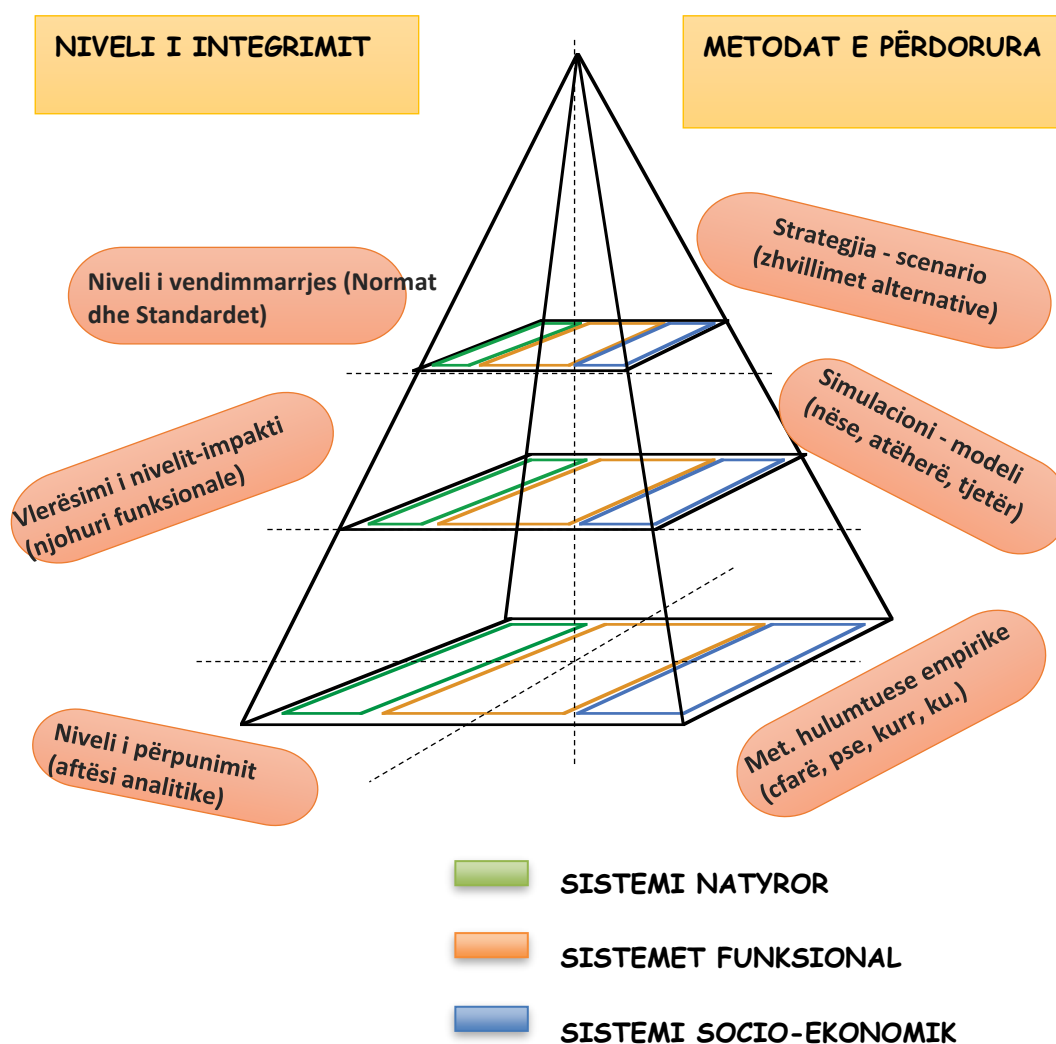 NIVELI I INTEGRIMIT
METODAT E PËRDORURA
Niveli i vendimmarrjes (Normat
dhe Standardet)
Strategjia - scenario
(zhvillimet alternative)
Vlerësimi i nivelit-impakti
(njohuri funksionale)
Simulacioni - modeli
(nëse, atëherë, tjetër)
Niveli i përpunimit
(aftësi analitike)
Met. hulumtuese empirike
(cfarë, pse, kurr, ku.)
SISTEMI NATYROR
SISTEMET FUNKSIONAL
SISTEMI SOCIO-EKONOMIK